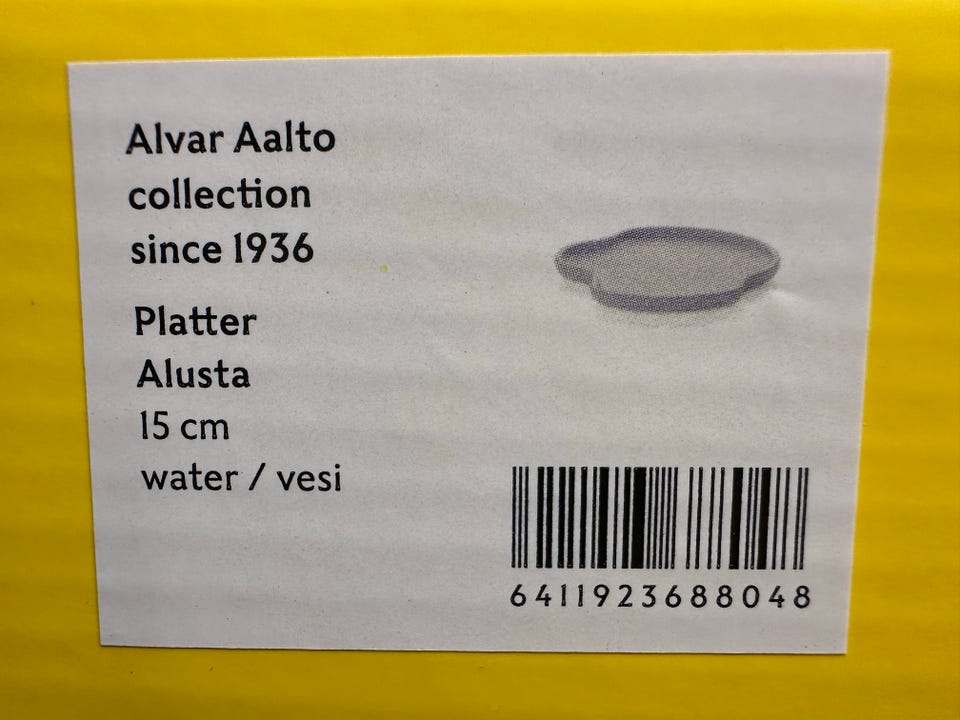 Alvar Aalto
collection
since 1936
Platter
Alusta
15 cm
water / vesi
6411923688048